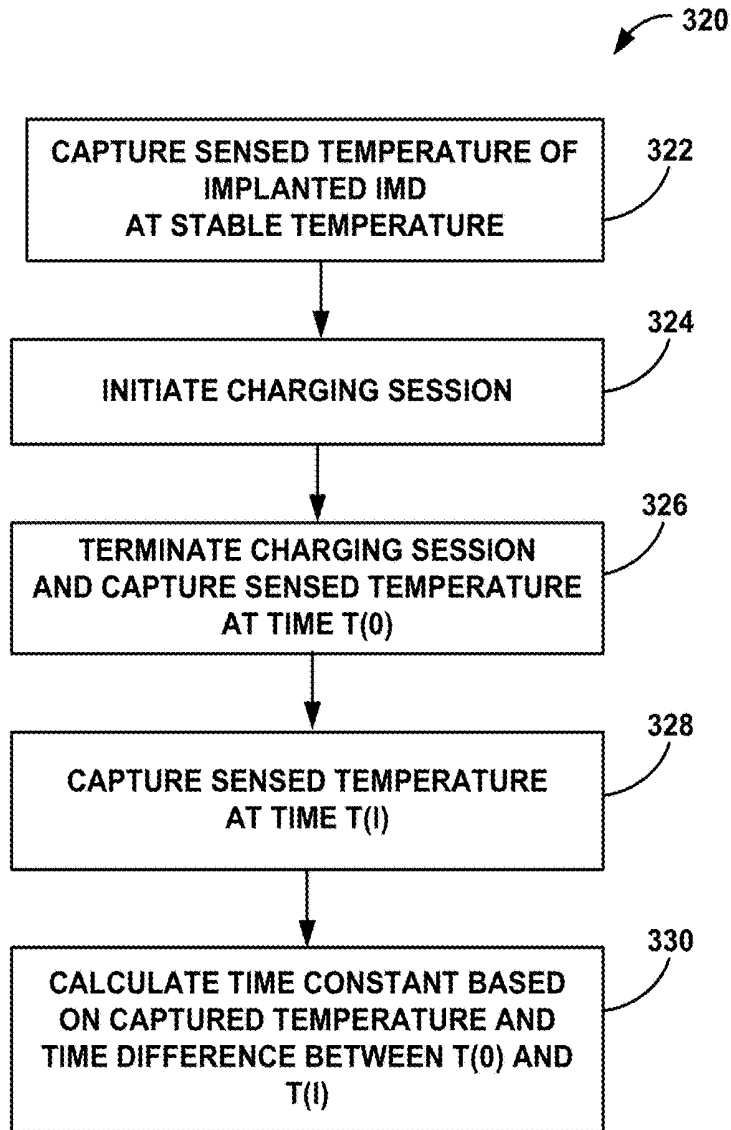 320
CAPTURE SENSED TEMPERATURE OF
IMPLANTED IMD
AT STABLE TEMPERATURE
322
INITIATE CHARGING SESSION
324
TERMINATE CHARGING SESSION
AND CAPTURE SENSED TEMPERATURE
AT TIME T(0)
326
CAPTURE SENSED TEMPERATURE
AT TIME T(I)
328
CALCULATE TIME CONSTANT BASED
ON CAPTURED TEMPERATURE AND
TIME DIFFERENCE BETWEEN T(0) AND
T(I)
330